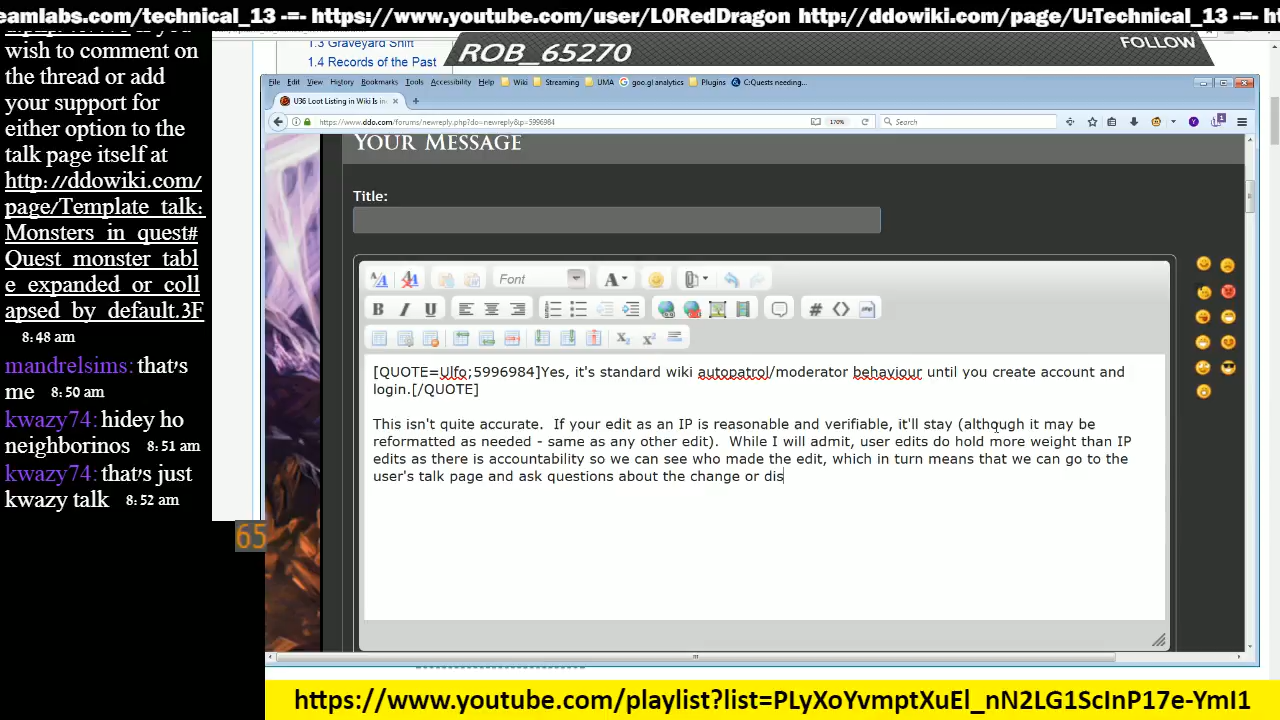 eamlabs.com/technical_13 -=- https://www.youtube.com/user/L0RedDragon http://ddowiki.com/page/U:Technical_13 -=-
wish to comment on
the thread or add
your support for
either option to the
talk page itself at
http://ddowiki.com/
page/Template_talk:
Monsters_in_quest#
Quest_monster_tabl
e_expanded_or_coll
apsed_by_default.3F
8:48 am
mandrelsims: that's
me 8:50 am
kwazy74: hidey ho
neighborinos 8:51 am
kwazy74: that's just
kwazy talk 8:52 am
65
1.3 Graveyard Shift
1.4 Records of the Past
ROB_65270
FOLLOW
File Edit View History Bookmarks Tools Accessibility Help Wiki Streaming UMA goo.gl analytics Plugins C:Quests needing...
U36 Loot Listing in Wiki Is in
https://www.ddo.com/forums/newreply.php?do=newreply&p=5996984 170% Search
YOUR MESSAGE
Title:
Font
[QUOTE=Ulfo;5996984]Yes, it's standard wiki autopatrol/moderator behaviour until you create account and
login.[/QUOTE]
This isn't quite accurate.  If your edit as an IP is reasonable and verifiable, it'll stay (although it may be
reformatted as needed - same as any other edit).  While I will admit, user edits do hold more weight than IP
edits as there is accountability so we can see who made the edit, which in turn means that we can go to the
user's talk page and ask questions about the change or dis
https://www.youtube.com/playlist?list=PLyXoYvmptXuEl_nN2LG1ScInP17e-YmI1